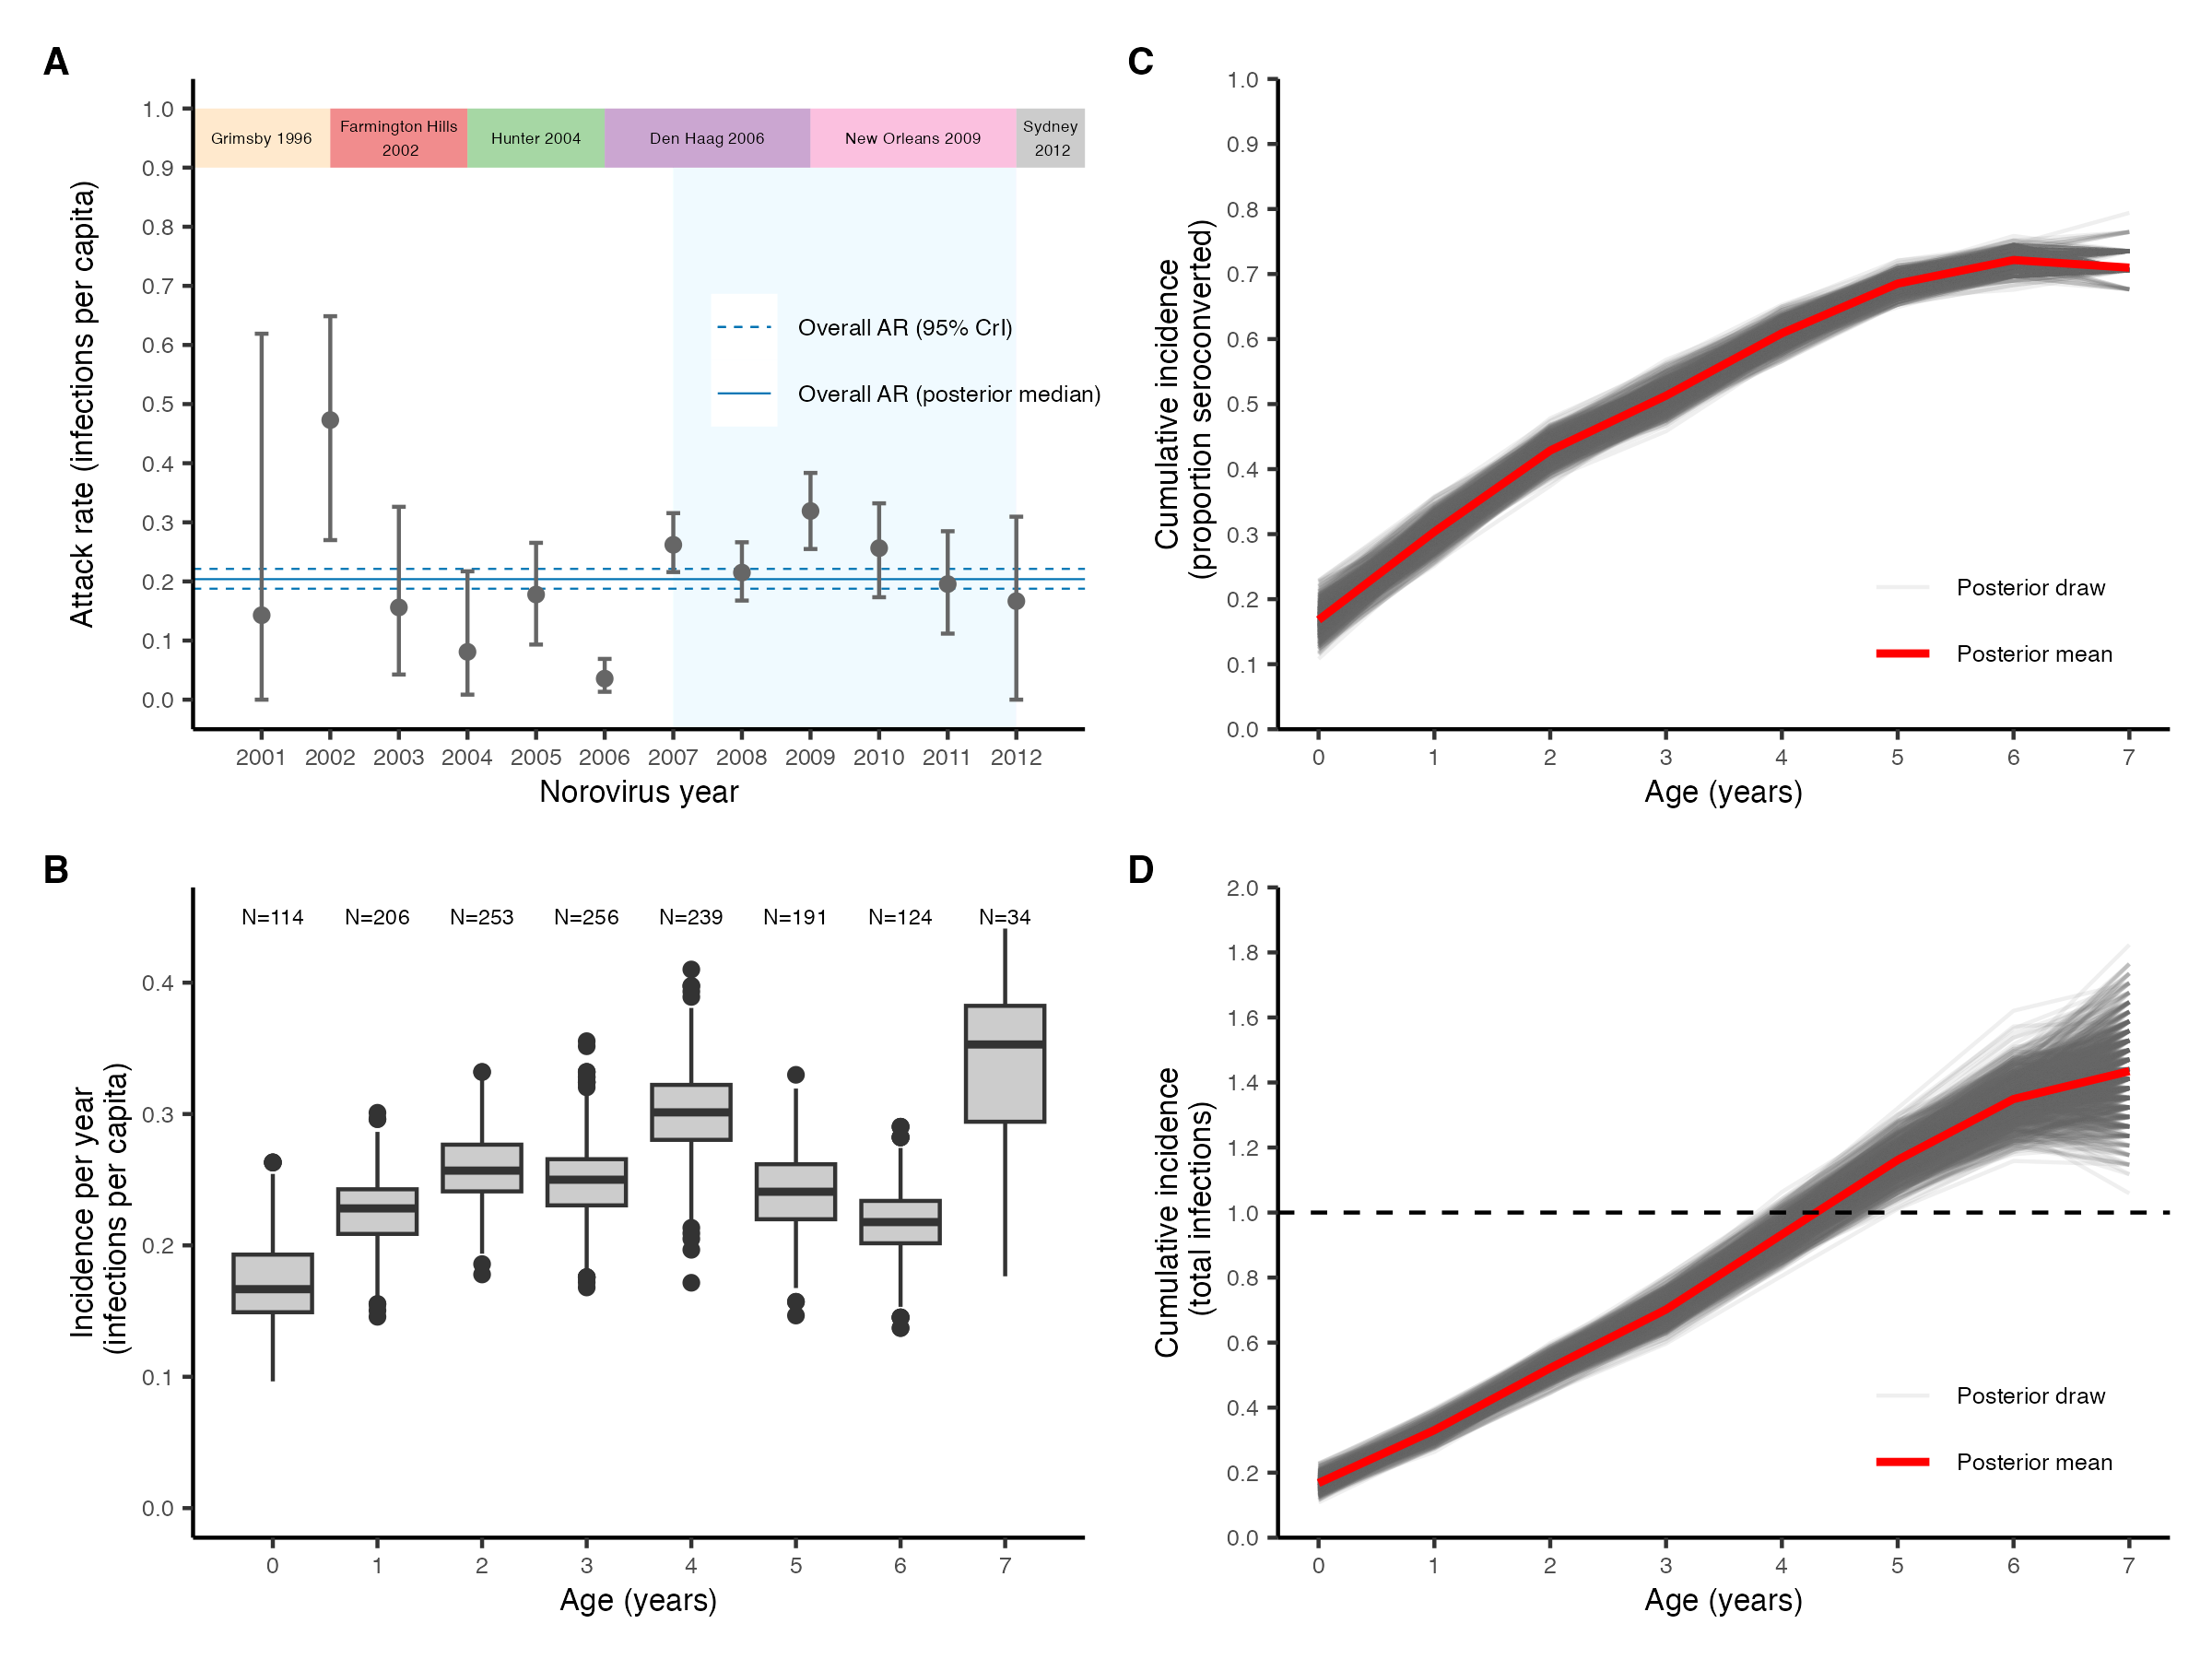 A
Attack rate (infections per capita)
1.0
0.9
0.8
0.7
0.6
0.5
0.4
0.3
0.2
0.1
0.0
Grimsby 1996
Farmington Hills
2002
Hunter 2004
Den Haag 2006
New Orleans 2009
Sydney
2012
Overall AR (95% CrI)
Overall AR (posterior median)
2001 2002 2003 2004 2005 2006 2007 2008 2009 2010 2011 2012
Norovirus year
C
Cumulative incidence
(proportion seroconverted)
1.0
0.9
0.8
0.7
0.6
0.5
0.4
0.3
0.2
0.1
0.0
Posterior draw
Posterior mean
0 1 2 3 4 5 6 7
Age (years)
B
Incidence per year
(infections per capita)
N=114 N=206 N=253 N=256 N=239 N=191 N=124 N=34
0.4
0.3
0.2
0.1
0.0
0 1 2 3 4 5 6 7
Age (years)
D
Cumulative incidence
(total infections)
2.0
1.8
1.6
1.4
1.2
1.0
0.8
0.6
0.4
0.2
0.0
Posterior draw
Posterior mean
0 1 2 3 4 5 6 7
Age (years)